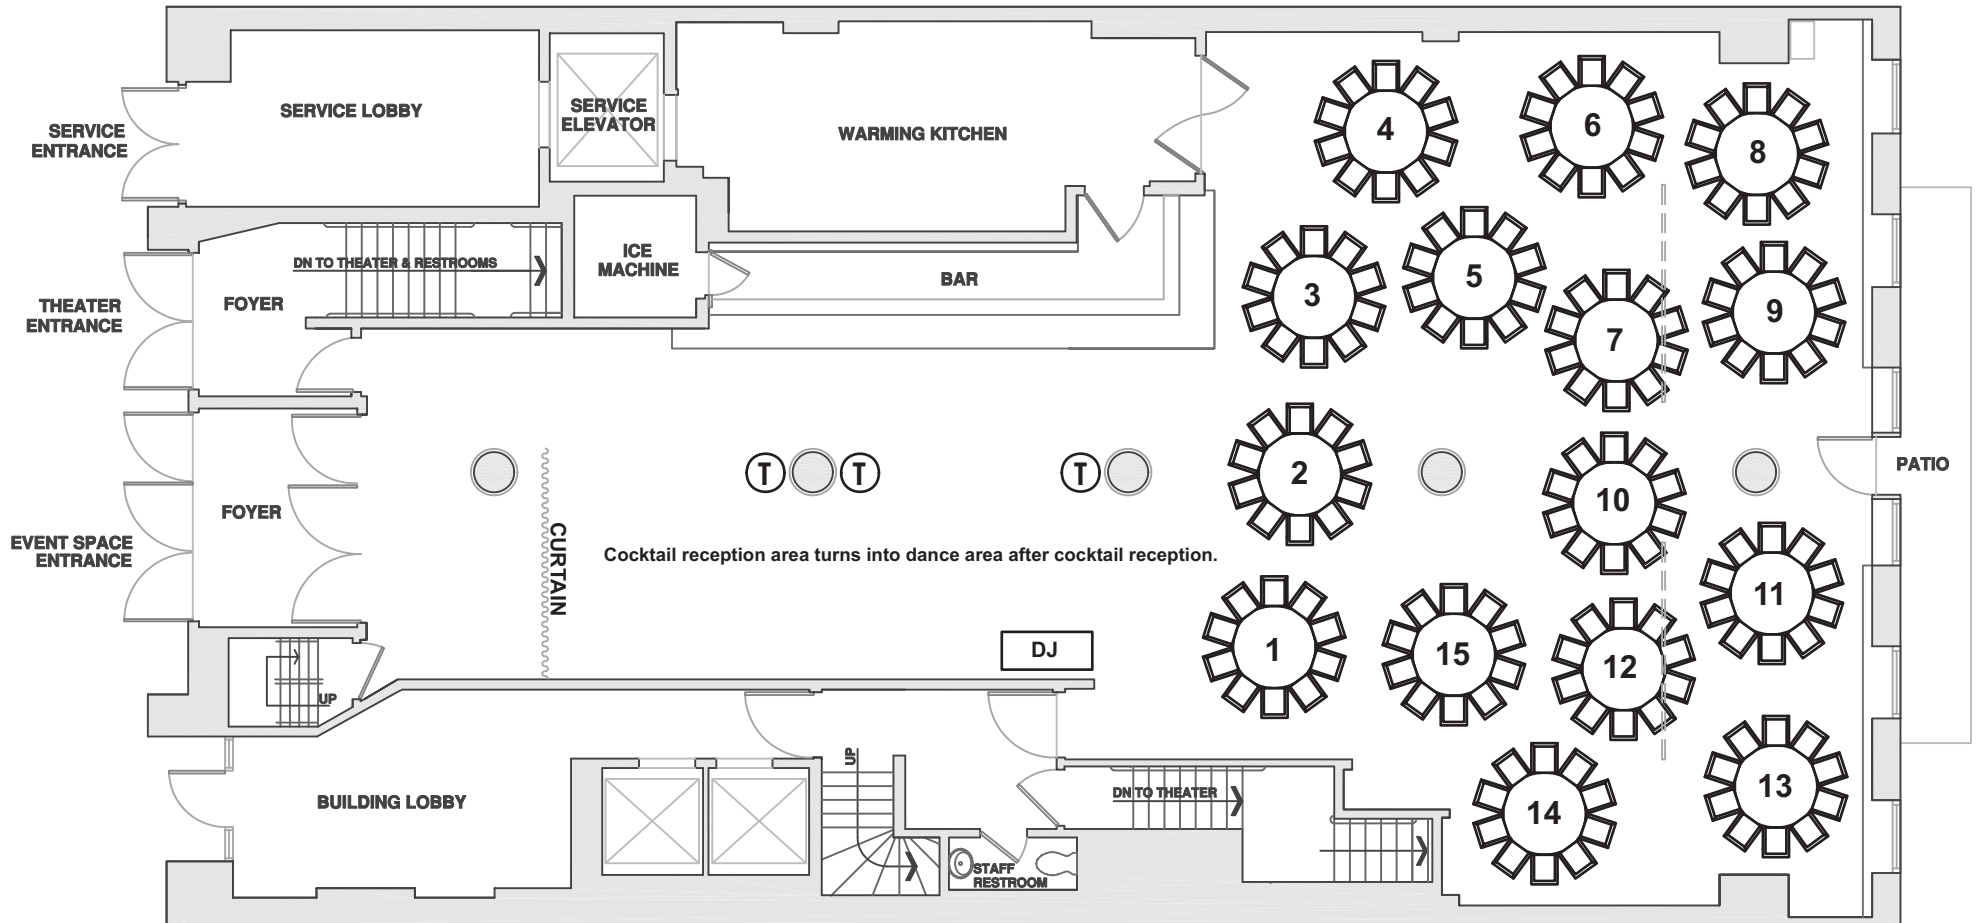 SERVICE LOBBY
SERVICE
ELEVATOR
WARMING KITCHEN
SERVICE
ENTRANCE
4
6
8
ICE
MACHINE
DN TO THEATER & RESTROOMS
BAR
FOYER
THEATER
ENTRANCE
3
5
7
9
T
T
T
2
10
PATIO
FOYER
EVENT SPACE
ENTRANCE
CURTAIN
Cocktail reception area turns into dance area after cocktail reception.
11
DJ
1
15
12
UP
UP
BUILDING LOBBY
DN TO THEATER
14
13
STAFF
RESTROOM